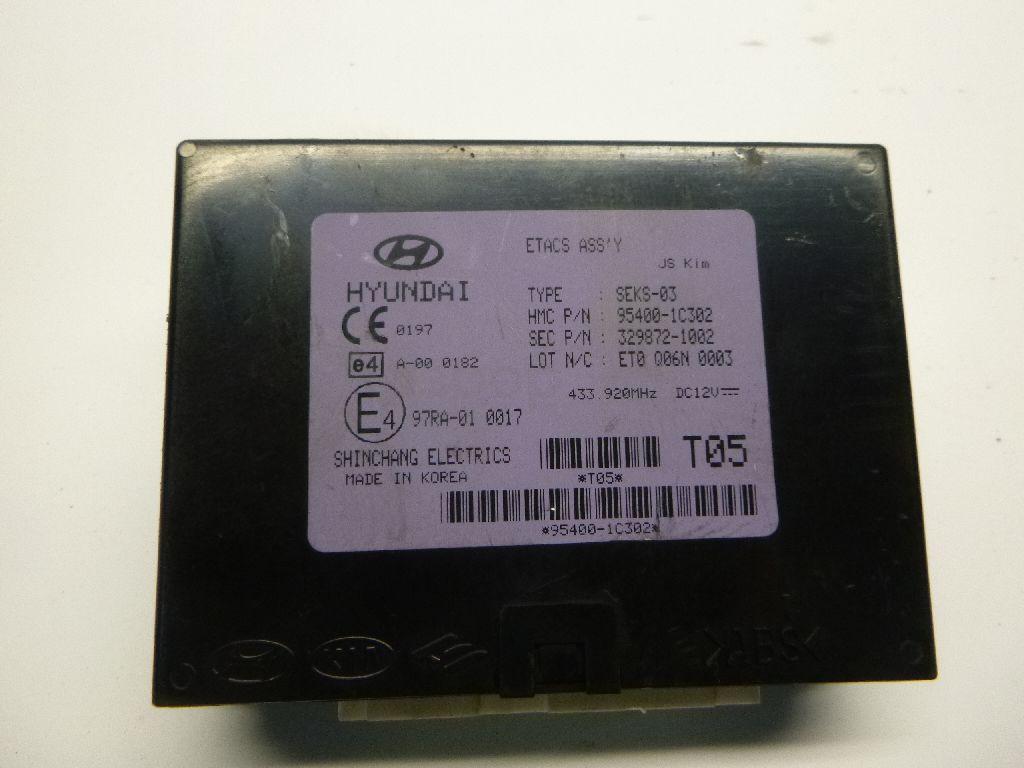 ETACS ASS'Y
JS Kim
HYUNDAI
CE 0197
e4 A-00 0182
E4 97RA-01 0017
TYPE : SEKS-03
HMC P/N : 95400-1C302
SEC P/N : 329872-1002
LOT N/C : ET0 Q06N 0003
433.920MHz DC12V
SHINCHANG ELECTRICS
MADE IN KOREA
T05
*T05*
*95400-1C302*
KIA
>ABS<